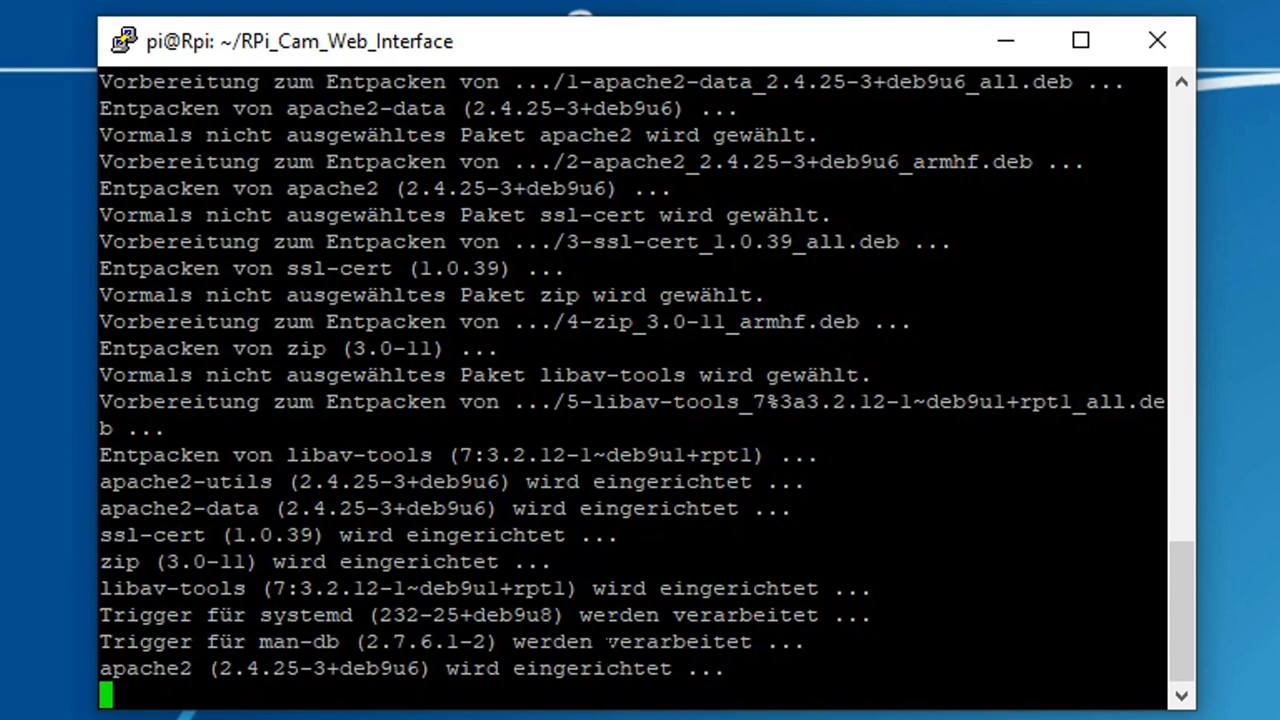 pi@Rpi: ~/RPi_Cam_Web_Interface
Vorbereitung zum Entpacken von .../1-apache2-data_2.4.25-3+deb9u6_all.deb ...
Entpacken von apache2-data (2.4.25-3+deb9u6) ...
Vormals nicht ausgewähltes Paket apache2 wird gewählt.
Vorbereitung zum Entpacken von .../2-apache2_2.4.25-3+deb9u6_armhf.deb ...
Entpacken von apache2 (2.4.25-3+deb9u6) ...
Vormals nicht ausgewähltes Paket ssl-cert wird gewählt.
Vorbereitung zum Entpacken von .../3-ssl-cert_1.0.39_all.deb ...
Entpacken von ssl-cert (1.0.39) ...
Vormals nicht ausgewähltes Paket zip wird gewählt.
Vorbereitung zum Entpacken von .../4-zip_3.0-11_armhf.deb ...
Entpacken von zip (3.0-11) ...
Vormals nicht ausgewähltes Paket libav-tools wird gewählt.
Vorbereitung zum Entpacken von .../5-libav-tools_7%3a3.2.12-1~deb9u1+rpt1_all.de
b ...
Entpacken von libav-tools (7:3.2.12-1~deb9u1+rpt1) ...
apache2-utils (2.4.25-3+deb9u6) wird eingerichtet ...
apache2-data (2.4.25-3+deb9u6) wird eingerichtet ...
ssl-cert (1.0.39) wird eingerichtet ...
zip (3.0-11) wird eingerichtet ...
libav-tools (7:3.2.12-1~deb9u1+rpt1) wird eingerichtet ...
Trigger für systemd (232-25+deb9u8) werden verarbeitet ...
Trigger für man-db (2.7.6.1-2) werden verarbeitet ...
apache2 (2.4.25-3+deb9u6) wird eingerichtet ...